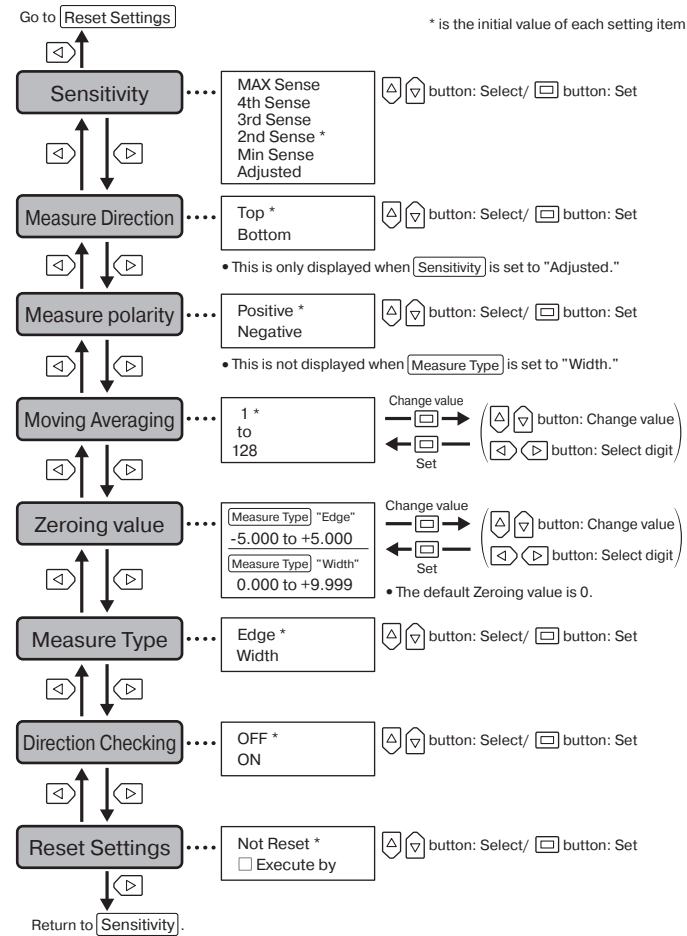 Go to Reset Settings
* is the initial value of each setting item
Sensitivity
MAX Sense
4th Sense
3rd Sense
2nd Sense *
Min Sense
Adjusted
button: Select/ button: Set
Measure Direction
Top *
Bottom
button: Select/ button: Set
• This is only displayed when Sensitivity is set to "Adjusted."
Measure polarity
Positive *
Negative
button: Select/ button: Set
• This is not displayed when Measure Type is set to "Width."
Moving Averaging
1 *
to
128
Change value
Set
button: Change value
button: Select digit
Zeroing value
Measure Type "Edge"
-5.000 to +5.000
Measure Type "Width"
0.000 to +9.999
Change value
Set
button: Change value
button: Select digit
• The default Zeroing value is 0.
Measure Type
Edge *
Width
button: Select/ button: Set
Direction Checking
OFF *
ON
button: Select/ button: Set
Reset Settings
Not Reset *
□ Execute by
button: Select/ button: Set
Return to Sensitivity.